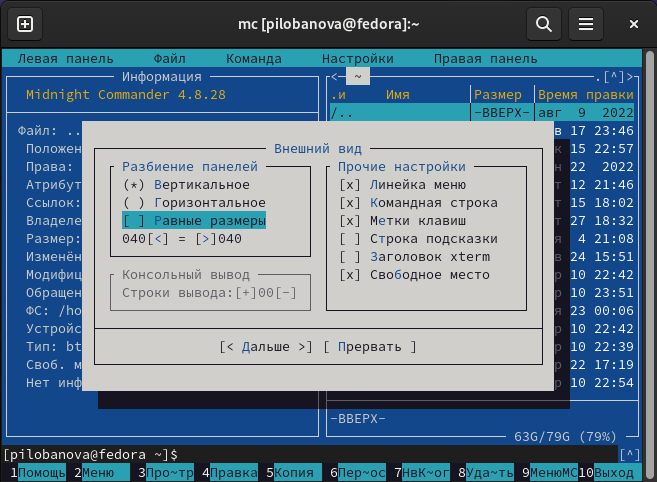 mc [pilobanova@fedora]:~
Левая панель Файл Команда Настройки Правая панель
Информация
Midnight Commander 4.8.28
Файл: ..
Положен
Права:
Атрибут
Ссылок:
Владеле
Размер:
Изменён
Модифиц
Обращен
ФС: /ho
Устройс
Тип: bt
Своб. м
Нет инф
<─ ~ .[^]>
.и Имя Размер Время правки
/.. -ВВЕРХ- авг 9 2022
17 23:46
15 22:57
22 2022
12 21:46
15 18:02
27 18:32
4 21:08
24 15:51
10 22:42
10 23:51
23 00:06
10 22:42
10 22:39
22 17:19
10 22:54
Внешний вид
Разбиение панелей
(*) Вертикальное
( ) Горизонтальное
[ ] Равные размеры
040[<] = [>]040
Консольный вывод
Строки вывода:[+]00[-]
Прочие настройки
[x] Линейка меню
[x] Командная строка
[x] Метки клавиш
[ ] Строка подсказки
[ ] Заголовок xterm
[x] Свободное место
[< Дальше >] [ Прервать ]
-ВВЕРХ-
63G/79G (79%)
[pilobanova@fedora ~]$ [^]
1Помощь 2Меню 3Про~тр 4Правка 5Копия 6Пер~ос 7НвК~ог 8Уда~ть 9МенюMC 10Выход